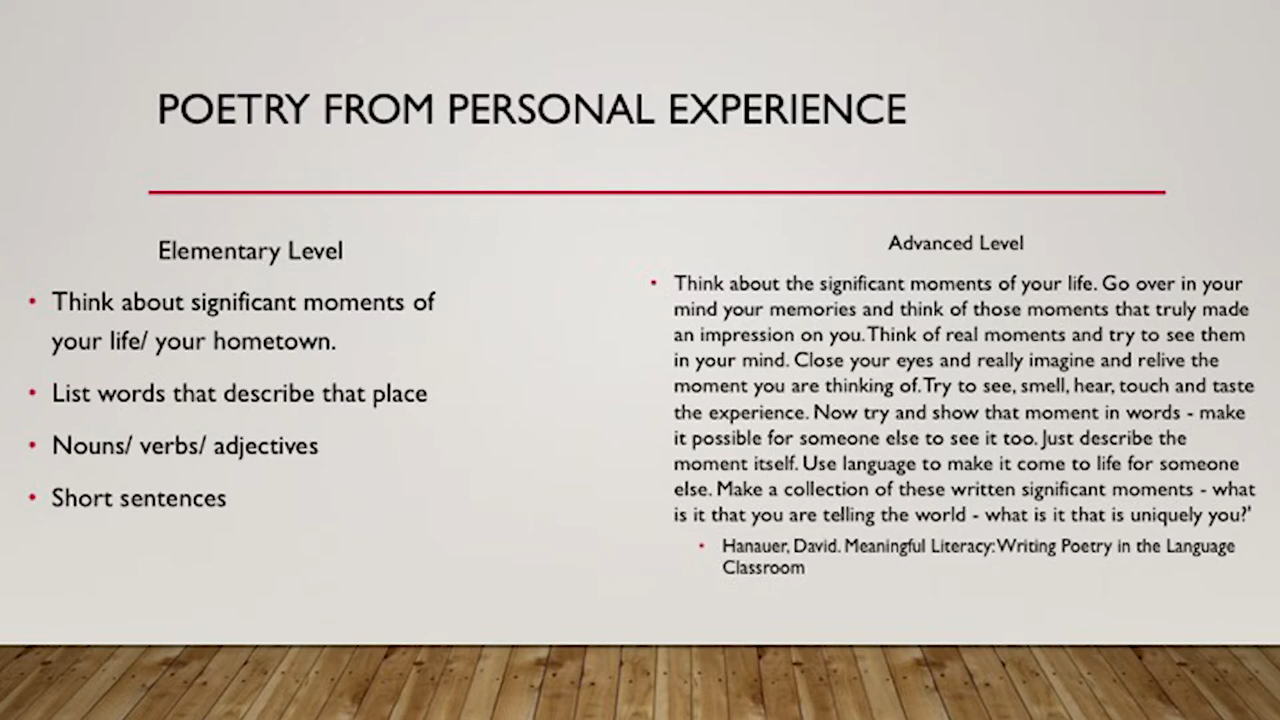 POETRY FROM PERSONAL EXPERIENCE
Elementary Level
• Think about significant moments of
your life/ your hometown.
• List words that describe that place
• Nouns/ verbs/ adjectives
• Short sentences
Advanced Level
• Think about the significant moments of your life. Go over in your
mind your memories and think of those moments that truly made
an impression on you. Think of real moments and try to see them
in your mind. Close your eyes and really imagine and relive the
moment you are thinking of. Try to see, smell, hear, touch and taste
the experience. Now try and show that moment in words - make
it possible for someone else to see it too. Just describe the
moment itself. Use language to make it come to life for someone
else. Make a collection of these written significant moments - what
is it that you are telling the world - what is it that is uniquely you?'
• Hanauer, David. Meaningful Literacy: Writing Poetry in the Language
Classroom